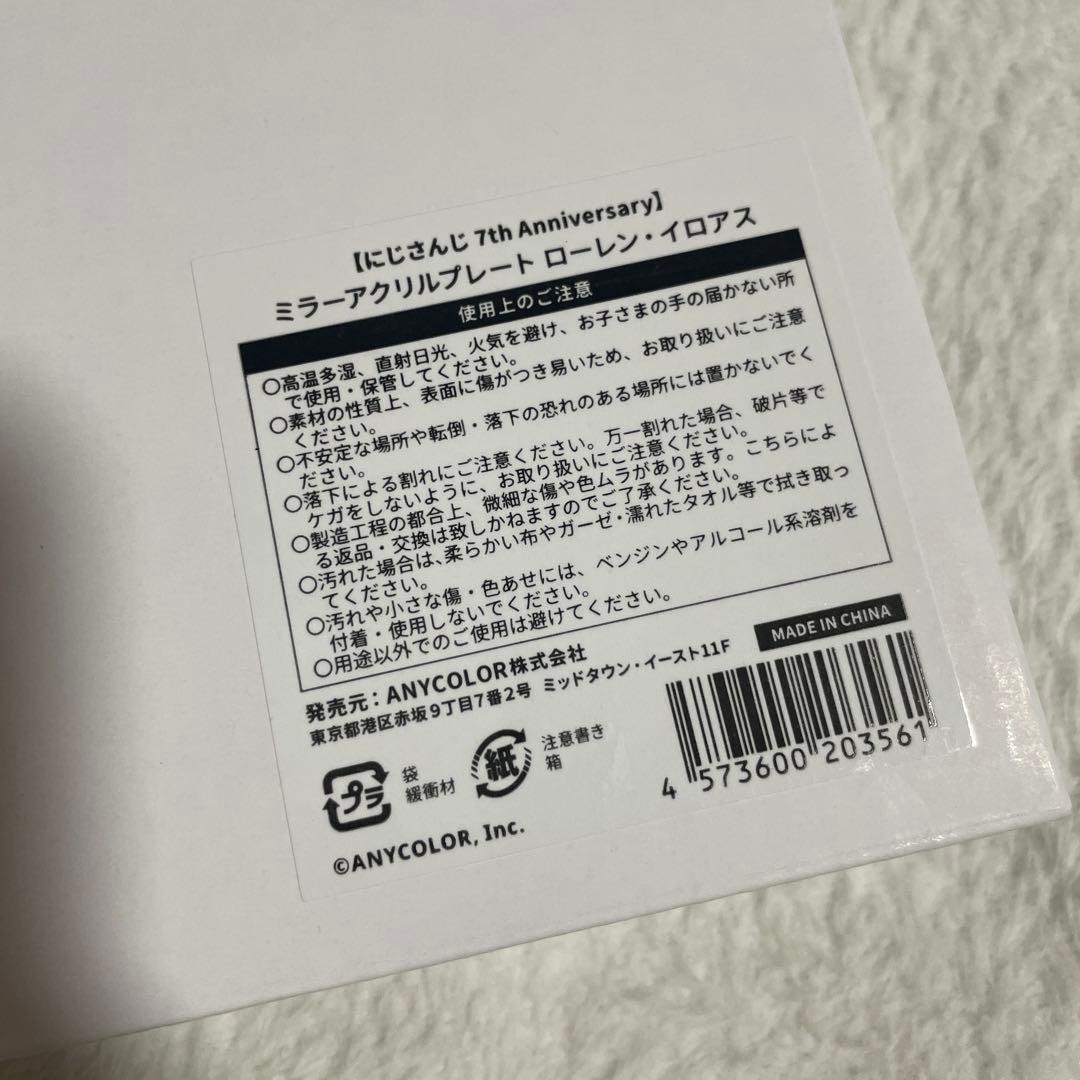 【にじさんじ 7th Anniversary】
ミラーアクリルプレート ローレン・イロアス
使用上のご注意
○高温多湿、直射日光、火気を避け、お子さまの手の届かない所
で使用・保管してください。
○素材の性質上、表面に傷がつき易いため、お取り扱いにご注意
ください。
○不安定な場所や転倒・落下の恐れのある場所には置かないでく
ださい。
○落下による割れにご注意ください。万一割れた場合、破片等で
ケガをしないように、お取り扱いにご注意ください。
○製造工程の都合上、微細な傷や色ムラがあります。こちらによ
る返品・交換は致しかねますのでご了承ください。
○汚れた場合は、柔らかい布やガーゼ・濡れたタオル等で拭き取っ
てください。
○汚れや小さな傷・色あせには、ベンジンやアルコール系溶剤を
付着・使用しないでください。
○用途以外でのご使用は避けてください。
発売元：ANYCOLOR株式会社
東京都港区赤坂9丁目7番2号 ミッドタウン・イースト11F
MADE IN CHINA
プラ
袋
緩衝材
紙
注意書き
箱
4 573600 203561
©ANYCOLOR, Inc.